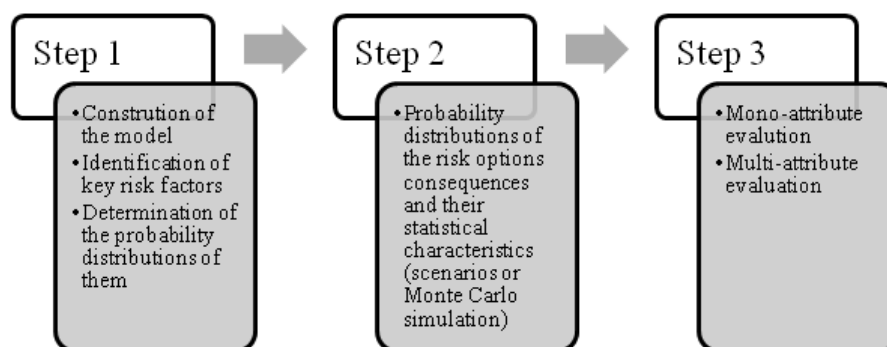 Step 1
•Constrution of
the model
•Identification of
key risk factors
•Determination of
the probability
distributions of
them
Step 2
•Probability
distributions of
the risk options
consequences
and their
statistical
characteristics
(scenarios or
Monte Carlo
simulation)
Step 3
•Mono-attribute
evalution
•Multi-attribute
evaluation